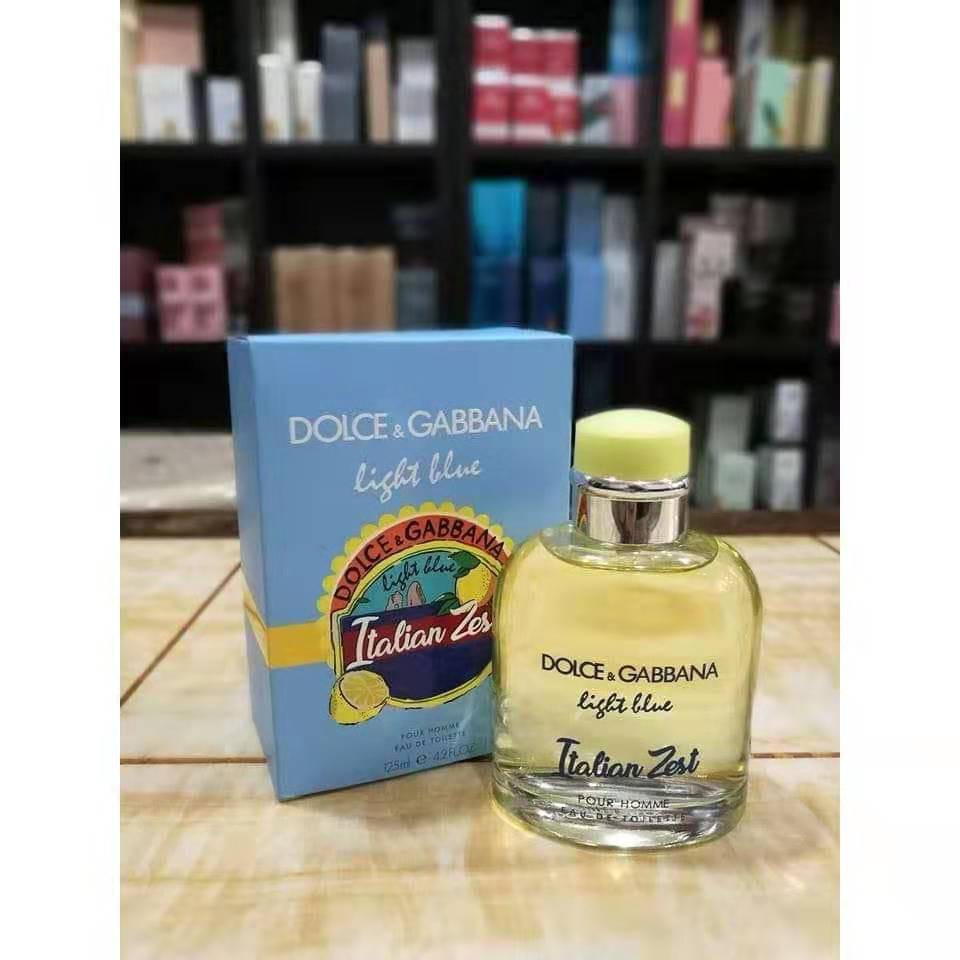 DOLCE & GABBANA
light blue
DOLCE & GABBANA
light blue
Italian Zest
POUR HOMME
EAU DE TOILETTE
125ml e 4.2FL.OZ.
DOLCE & GABBANA
light blue
Italian Zest
POUR HOMME
EAU DE TOILETTE